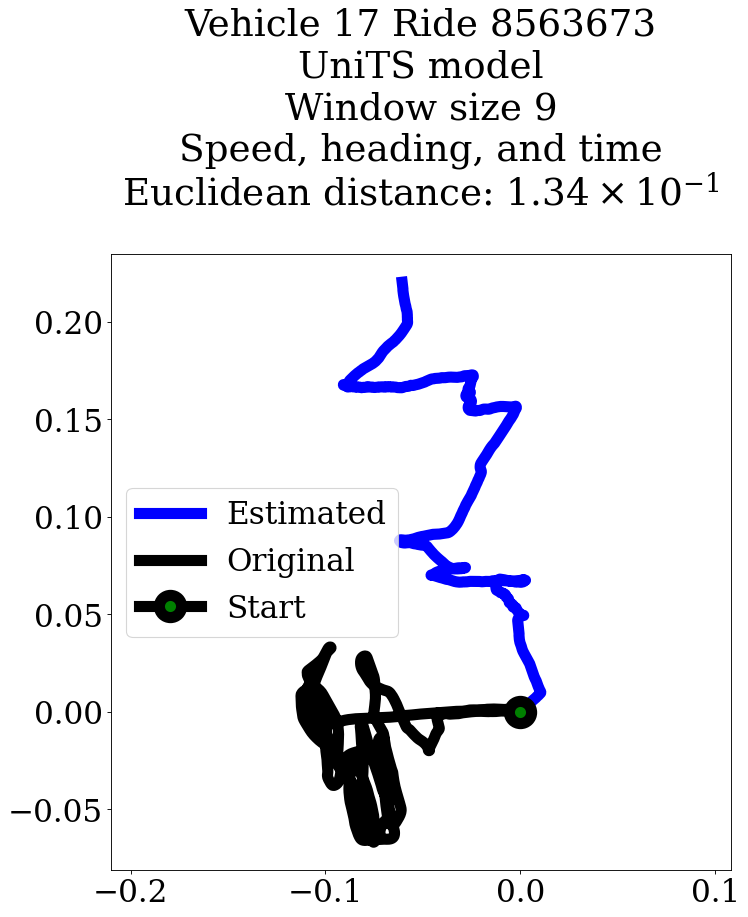 Vehicle 17 Ride 8563673
UniTS model
Window size 9
Speed, heading, and time
Euclidean distance: 1.34 × 10⁻¹
0.20
0.15
0.10
0.05
0.00
−0.05
Estimated
Original
Start
−0.2
−0.1
0.0
0.1